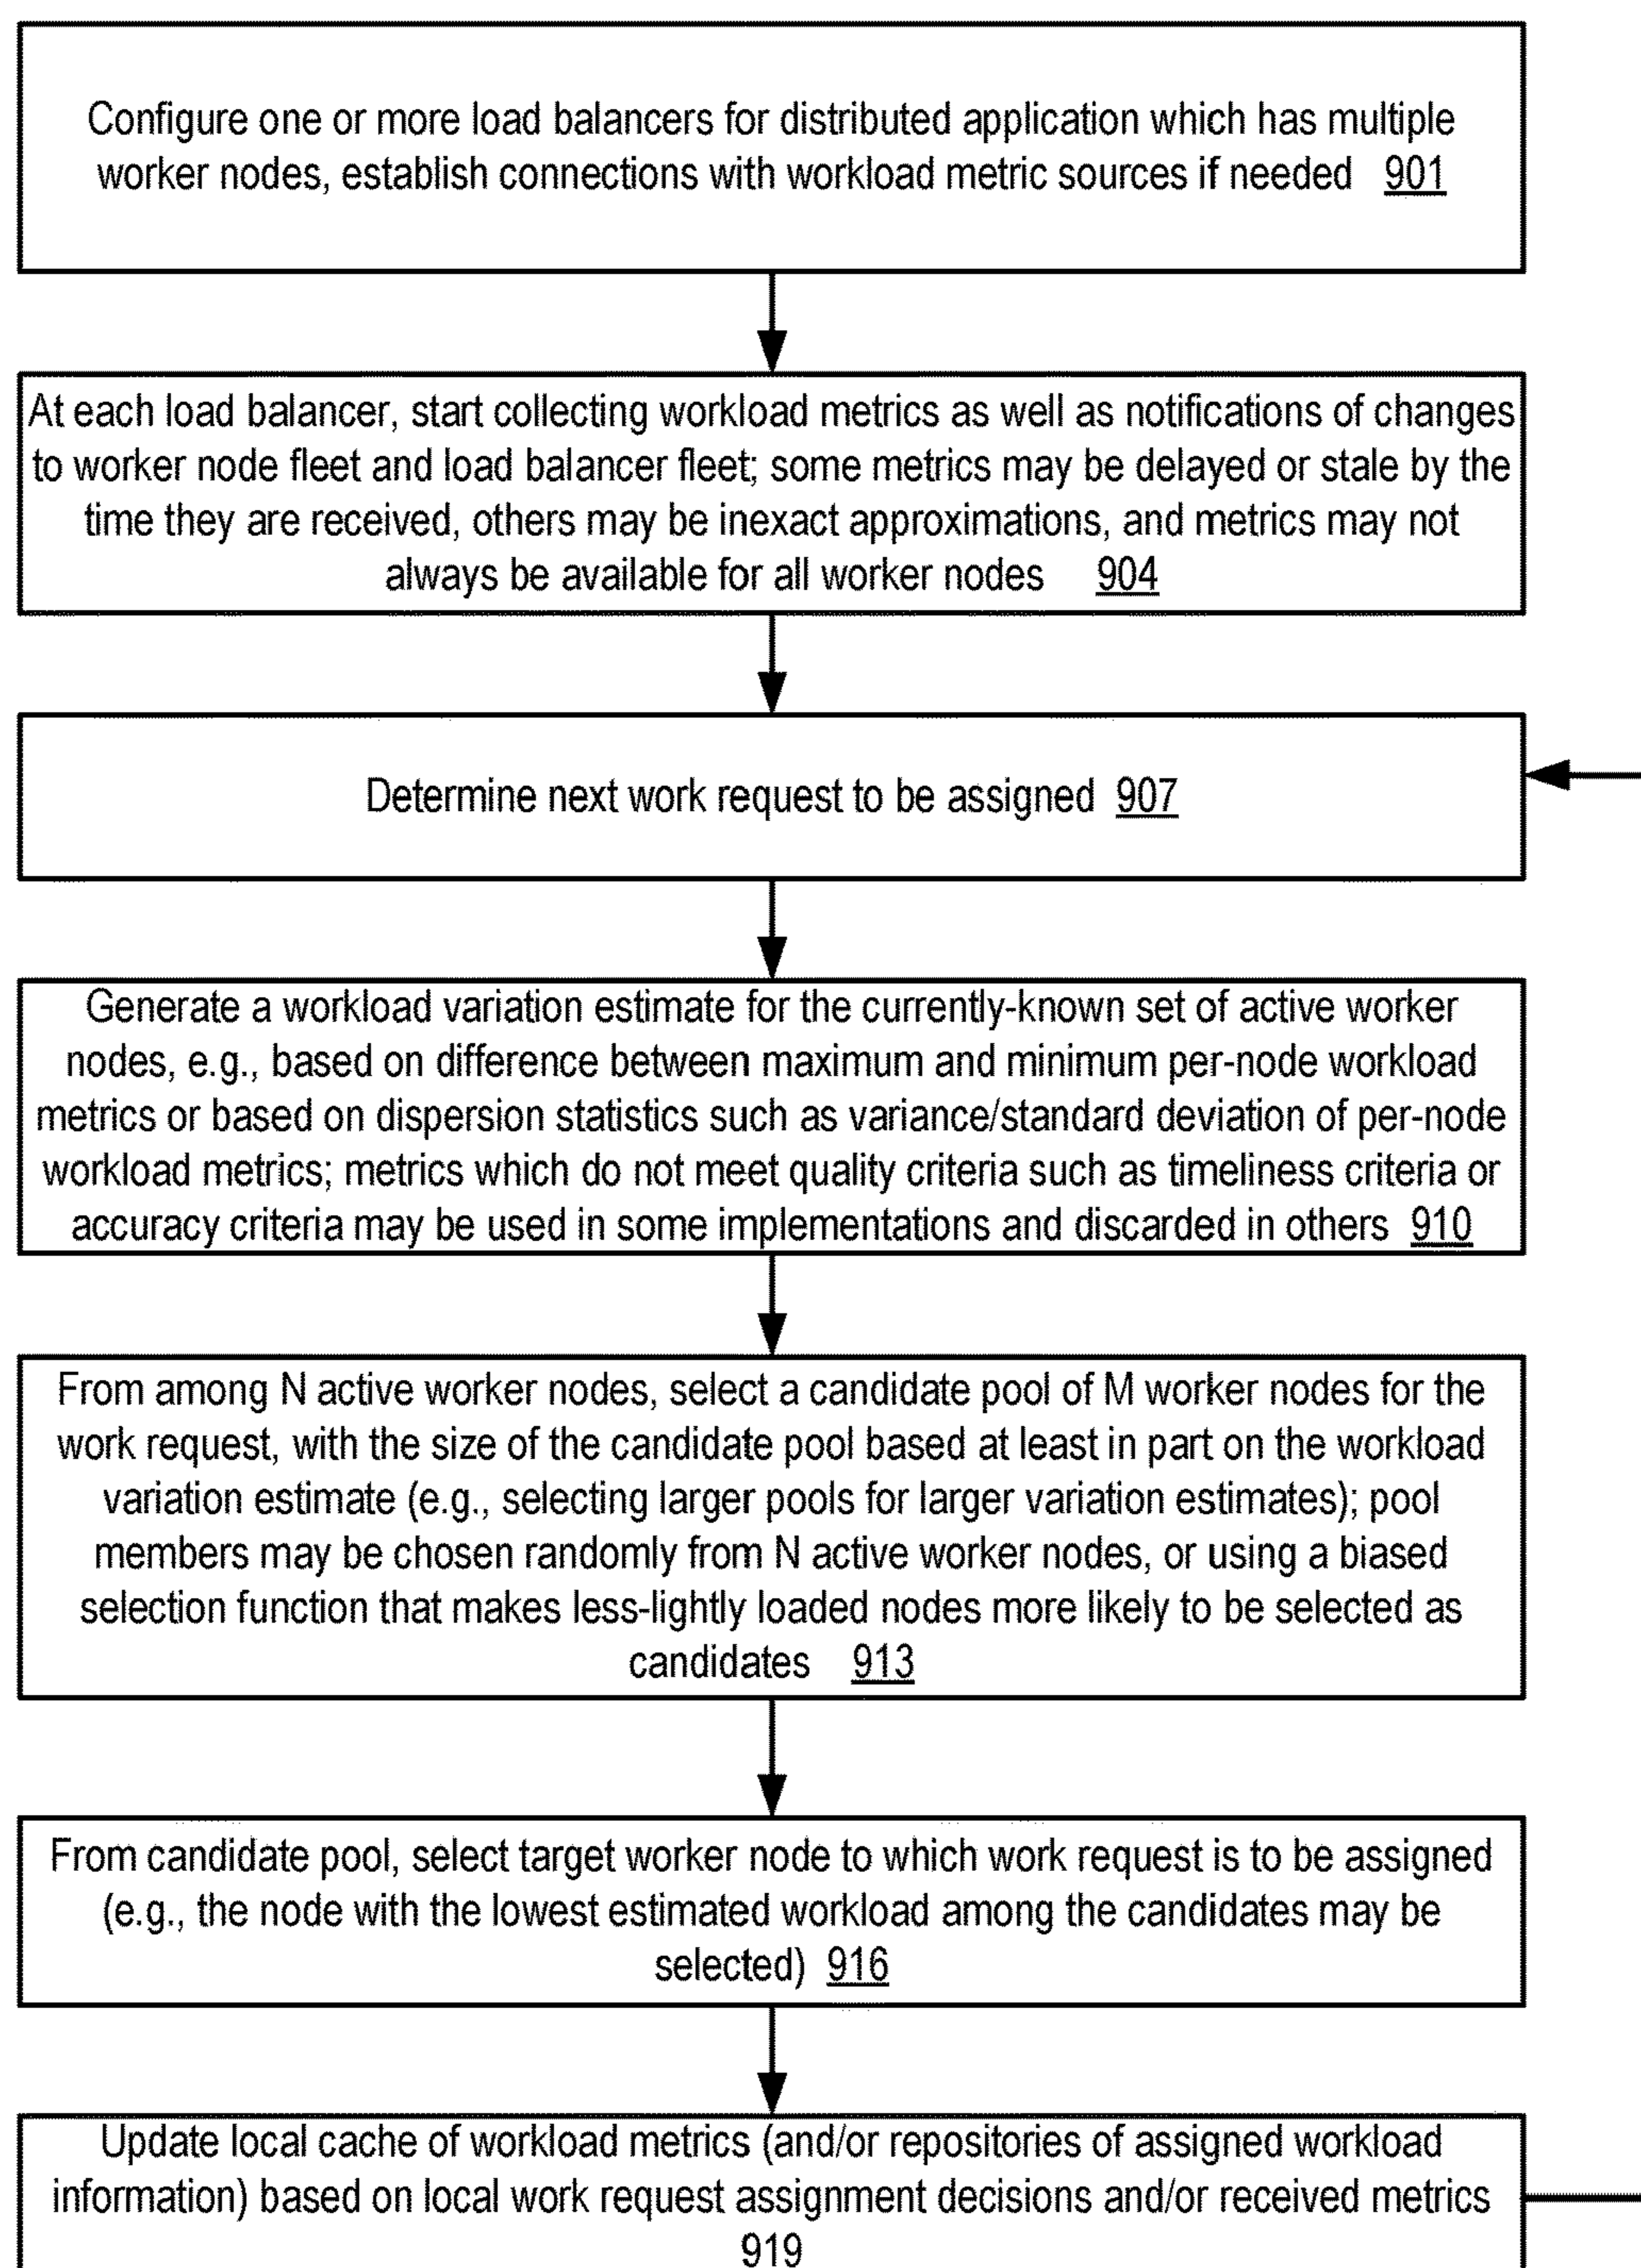 Configure one or more load balancers for distributed application which has multiple
worker nodes, establish connections with workload metric sources if needed 901
At each load balancer, start collecting workload metrics as well as notifications of changes
to worker node fleet and load balancer fleet; some metrics may be delayed or stale by the
time they are received, others may be inexact approximations, and metrics may not
always be available for all worker nodes 904
Determine next work request to be assigned 907
Generate a workload variation estimate for the currently-known set of active worker
nodes, e.g., based on difference between maximum and minimum per-node workload
metrics or based on dispersion statistics such as variance/standard deviation of per-node
workload metrics; metrics which do not meet quality criteria such as timeliness criteria or
accuracy criteria may be used in some implementations and discarded in others 910
From among N active worker nodes, select a candidate pool of M worker nodes for the
work request, with the size of the candidate pool based at least in part on the workload
variation estimate (e.g., selecting larger pools for larger variation estimates); pool
members may be chosen randomly from N active worker nodes, or using a biased
selection function that makes less-lightly loaded nodes more likely to be selected as
candidates 913
From candidate pool, select target worker node to which work request is to be assigned
(e.g., the node with the lowest estimated workload among the candidates may be
selected) 916
Update local cache of workload metrics (and/or repositories of assigned workload
information) based on local work request assignment decisions and/or received metrics
919